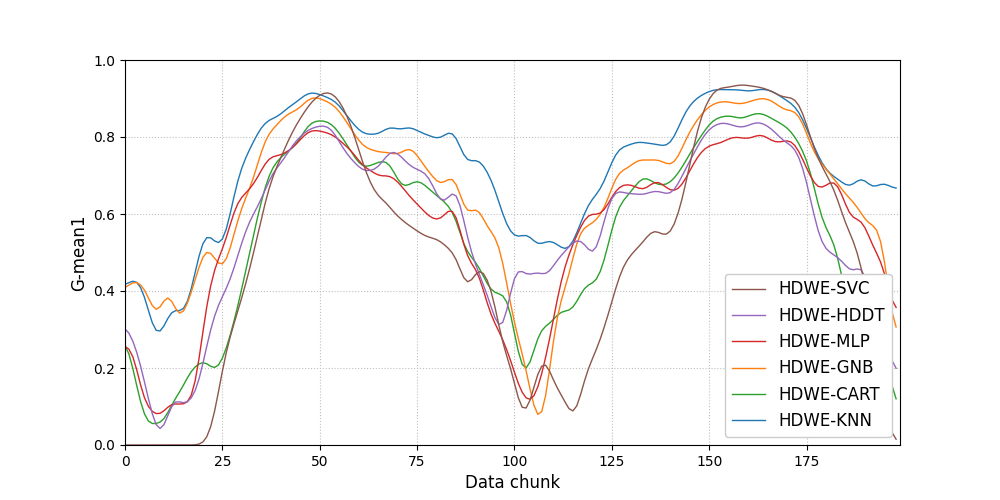 G-mean1
1.0
0.8
0.6
0.4
0.2
0.0
0 25 50 75 100 125 150 175
Data chunk
HDWE-SVC
HDWE-HDDT
HDWE-MLP
HDWE-GNB
HDWE-CART
HDWE-KNN